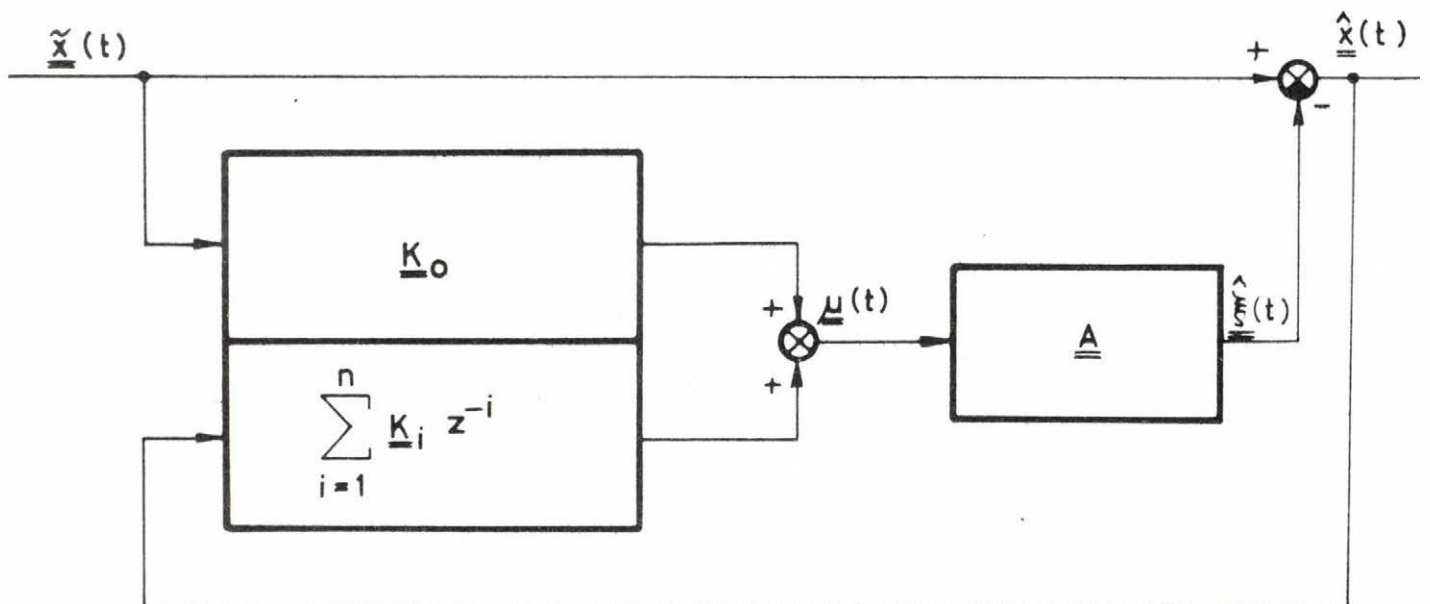 x̃(t)
+
x̂(t)
-
K₀
+
μ(t)
ξ̂(t)
A
+
n
∑ Kᵢ z⁻ⁱ
i=1